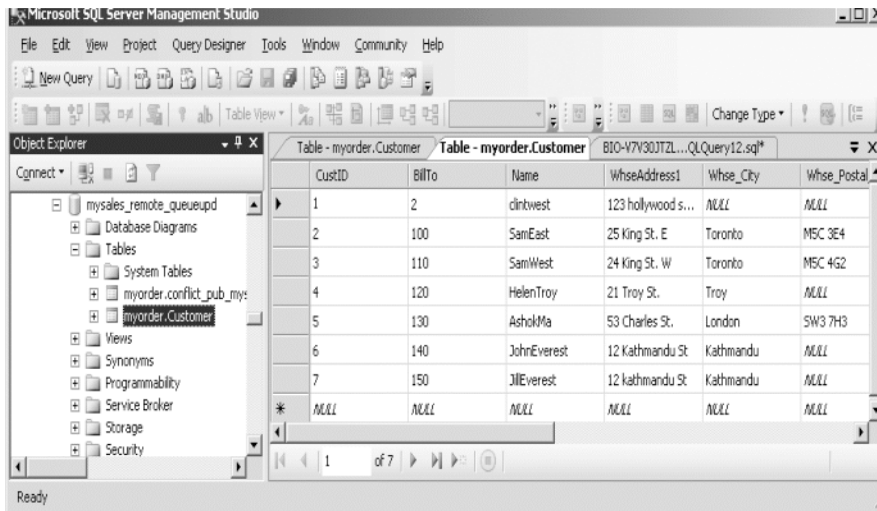 Microsoft SQL Server Management Studio
File Edit View Project Query Designer Tools Window Community Help
New Query
Table View Change Type
Object Explorer
Table - myorder.Customer Table - myorder.Customer BIO-V7V30JTZL...QLQuery12.sql*
Connect
mysales_remote_queueupd
Database Diagrams
Tables
System Tables
myorder.conflict_pub_mys
myorder.Customer
Views
Synonyms
Programmability
Service Broker
Storage
Security
CustID BillTo Name WhseAddress1 Whse_City Whse_Postal
1 2 clintwest 123 hollywood s... NULL NULL
2 100 SamEast 25 King St. E Toronto M5C 3E4
3 110 SamWest 24 King St. W Toronto M5C 4G2
4 120 HelenTroy 21 Troy St. Troy NULL
5 130 AshokMa 53 Charles St. London SW3 7H3
6 140 JohnEverest 12 Kathmandu St Kathmandu NULL
7 150 JillEverest 12 kathmandu St Kathmandu NULL
NULL NULL NULL NULL NULL NULL
1 of 7
Ready